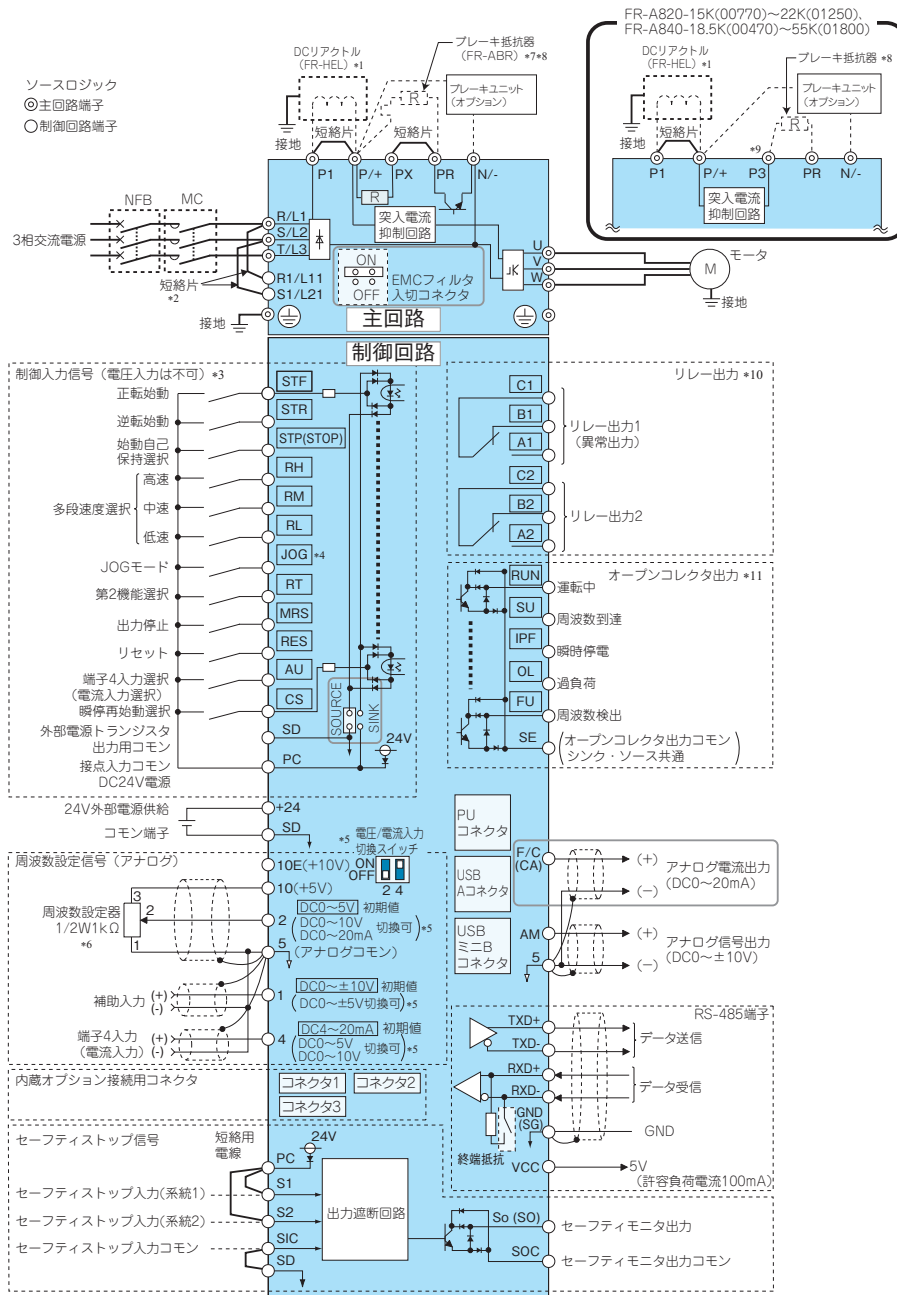 FR-A820-15K(00770)～22K(01250)、
FR-A840-18.5K(00470)～55K(01800)
ソースロジック
◎主回路端子
○制御回路端子
DCリアクトル
(FR-HEL) *1
ブレーキ抵抗器
(FR-ABR) *7*8
R
ブレーキユニット
(オプション)
接地
短絡片
短絡片
P1
P/+
PX
PR
N/-
R
突入電流
抑制回路
DCリアクトル
(FR-HEL) *1
ブレーキ抵抗器 *8
ブレーキユニット
(オプション)
R
接地
短絡片
*9
P1
P/+
P3
PR
N/-
突入電流
抑制回路
NFB
MC
3相交流電源
R/L1
S/L2
T/L3
R1/L11
S1/L21
短絡片
*2
接地
ON
OFF
EMCフィルタ
入切コネクタ
主回路
U
V
W
M
モータ
接地
制御回路
制御入力信号（電圧入力は不可）*3
正転始動
STF
逆転始動
STR
始動自己
保持選択
STP(STOP)
多段速度選択
高速
RH
中速
RM
低速
RL
JOGモード
JOG *4
第2機能選択
RT
出力停止
MRS
リセット
RES
端子4入力選択
(電流入力選択)
AU
瞬停再始動選択
CS
外部電源トランジスタ
出力用コモン
SD
接点入力コモン
DC24V電源
PC
SOURCE
SINK
24V
24V外部電源供給
+24
コモン端子
SD
リレー出力 *10
C1
B1
A1
リレー出力1
(異常出力)
C2
B2
A2
リレー出力2
オープンコレクタ出力 *11
RUN
運転中
SU
周波数到達
IPF
瞬時停電
OL
過負荷
FU
周波数検出
SE
(オープンコレクタ出力コモン
シンク・ソース共通)
周波数設定信号（アナログ）
*5 電圧/電流入力
切換スイッチ
ON
OFF
2 4
10E(+10V)
10(+5V)
周波数設定器
1/2W1kΩ
*6
3
2
1
2
DC0～5V 初期値
(DC0～10V
DC0～20mA 切換可)*5
5
(アナログコモン)
補助入力 (+)
(-)
1
DC0～±10V 初期値
(DC0～±5V切換可)*5
端子4入力 (+)
(電流入力) (-)
4
DC4～20mA 初期値
(DC0～5V
DC0～10V 切換可)*5
PU
コネクタ
USB
Aコネクタ
USB
ミニB
コネクタ
F/C
(CA)
(+)
(-)
アナログ電流出力
(DC0～20mA)
AM
5
(+)
(-)
アナログ信号出力
(DC0～±10V)
内蔵オプション接続用コネクタ
コネクタ1
コネクタ2
コネクタ3
RS-485端子
TXD+
TXD-
データ送信
RXD+
RXD-
データ受信
GND
(SG)
GND
終端抵抗
VCC
5V
(許容負荷電流100mA)
セーフティストップ信号
短絡用
電線
24V
PC
セーフティストップ入力(系統1)
S1
セーフティストップ入力(系統2)
S2
セーフティストップ入力コモン
SIC
SD
出力遮断回路
So (SO)
セーフティモニタ出力
SOC
セーフティモニタ出力コモン